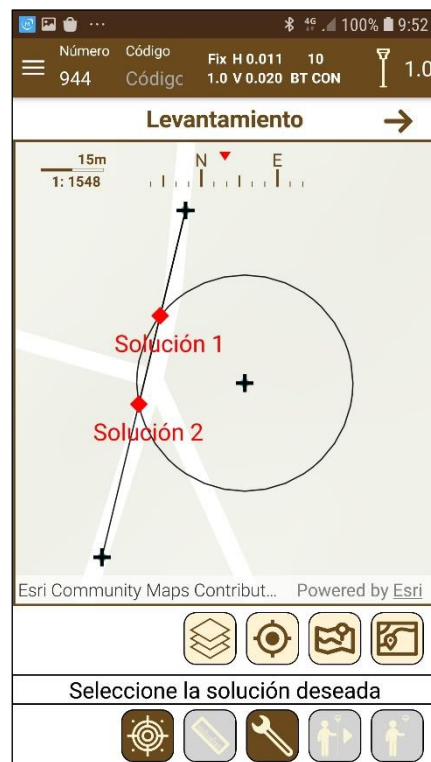 ··· 4G 100% 9:52
Número Código Fix H 0.011 10
944 Códigc 1.0 V 0.020 BT CON 1.0
Levantamiento
15m
1: 1548
N E
Solución 1
Solución 2
Esri Community Maps Contribut... Powered by Esri
Seleccione la solución deseada